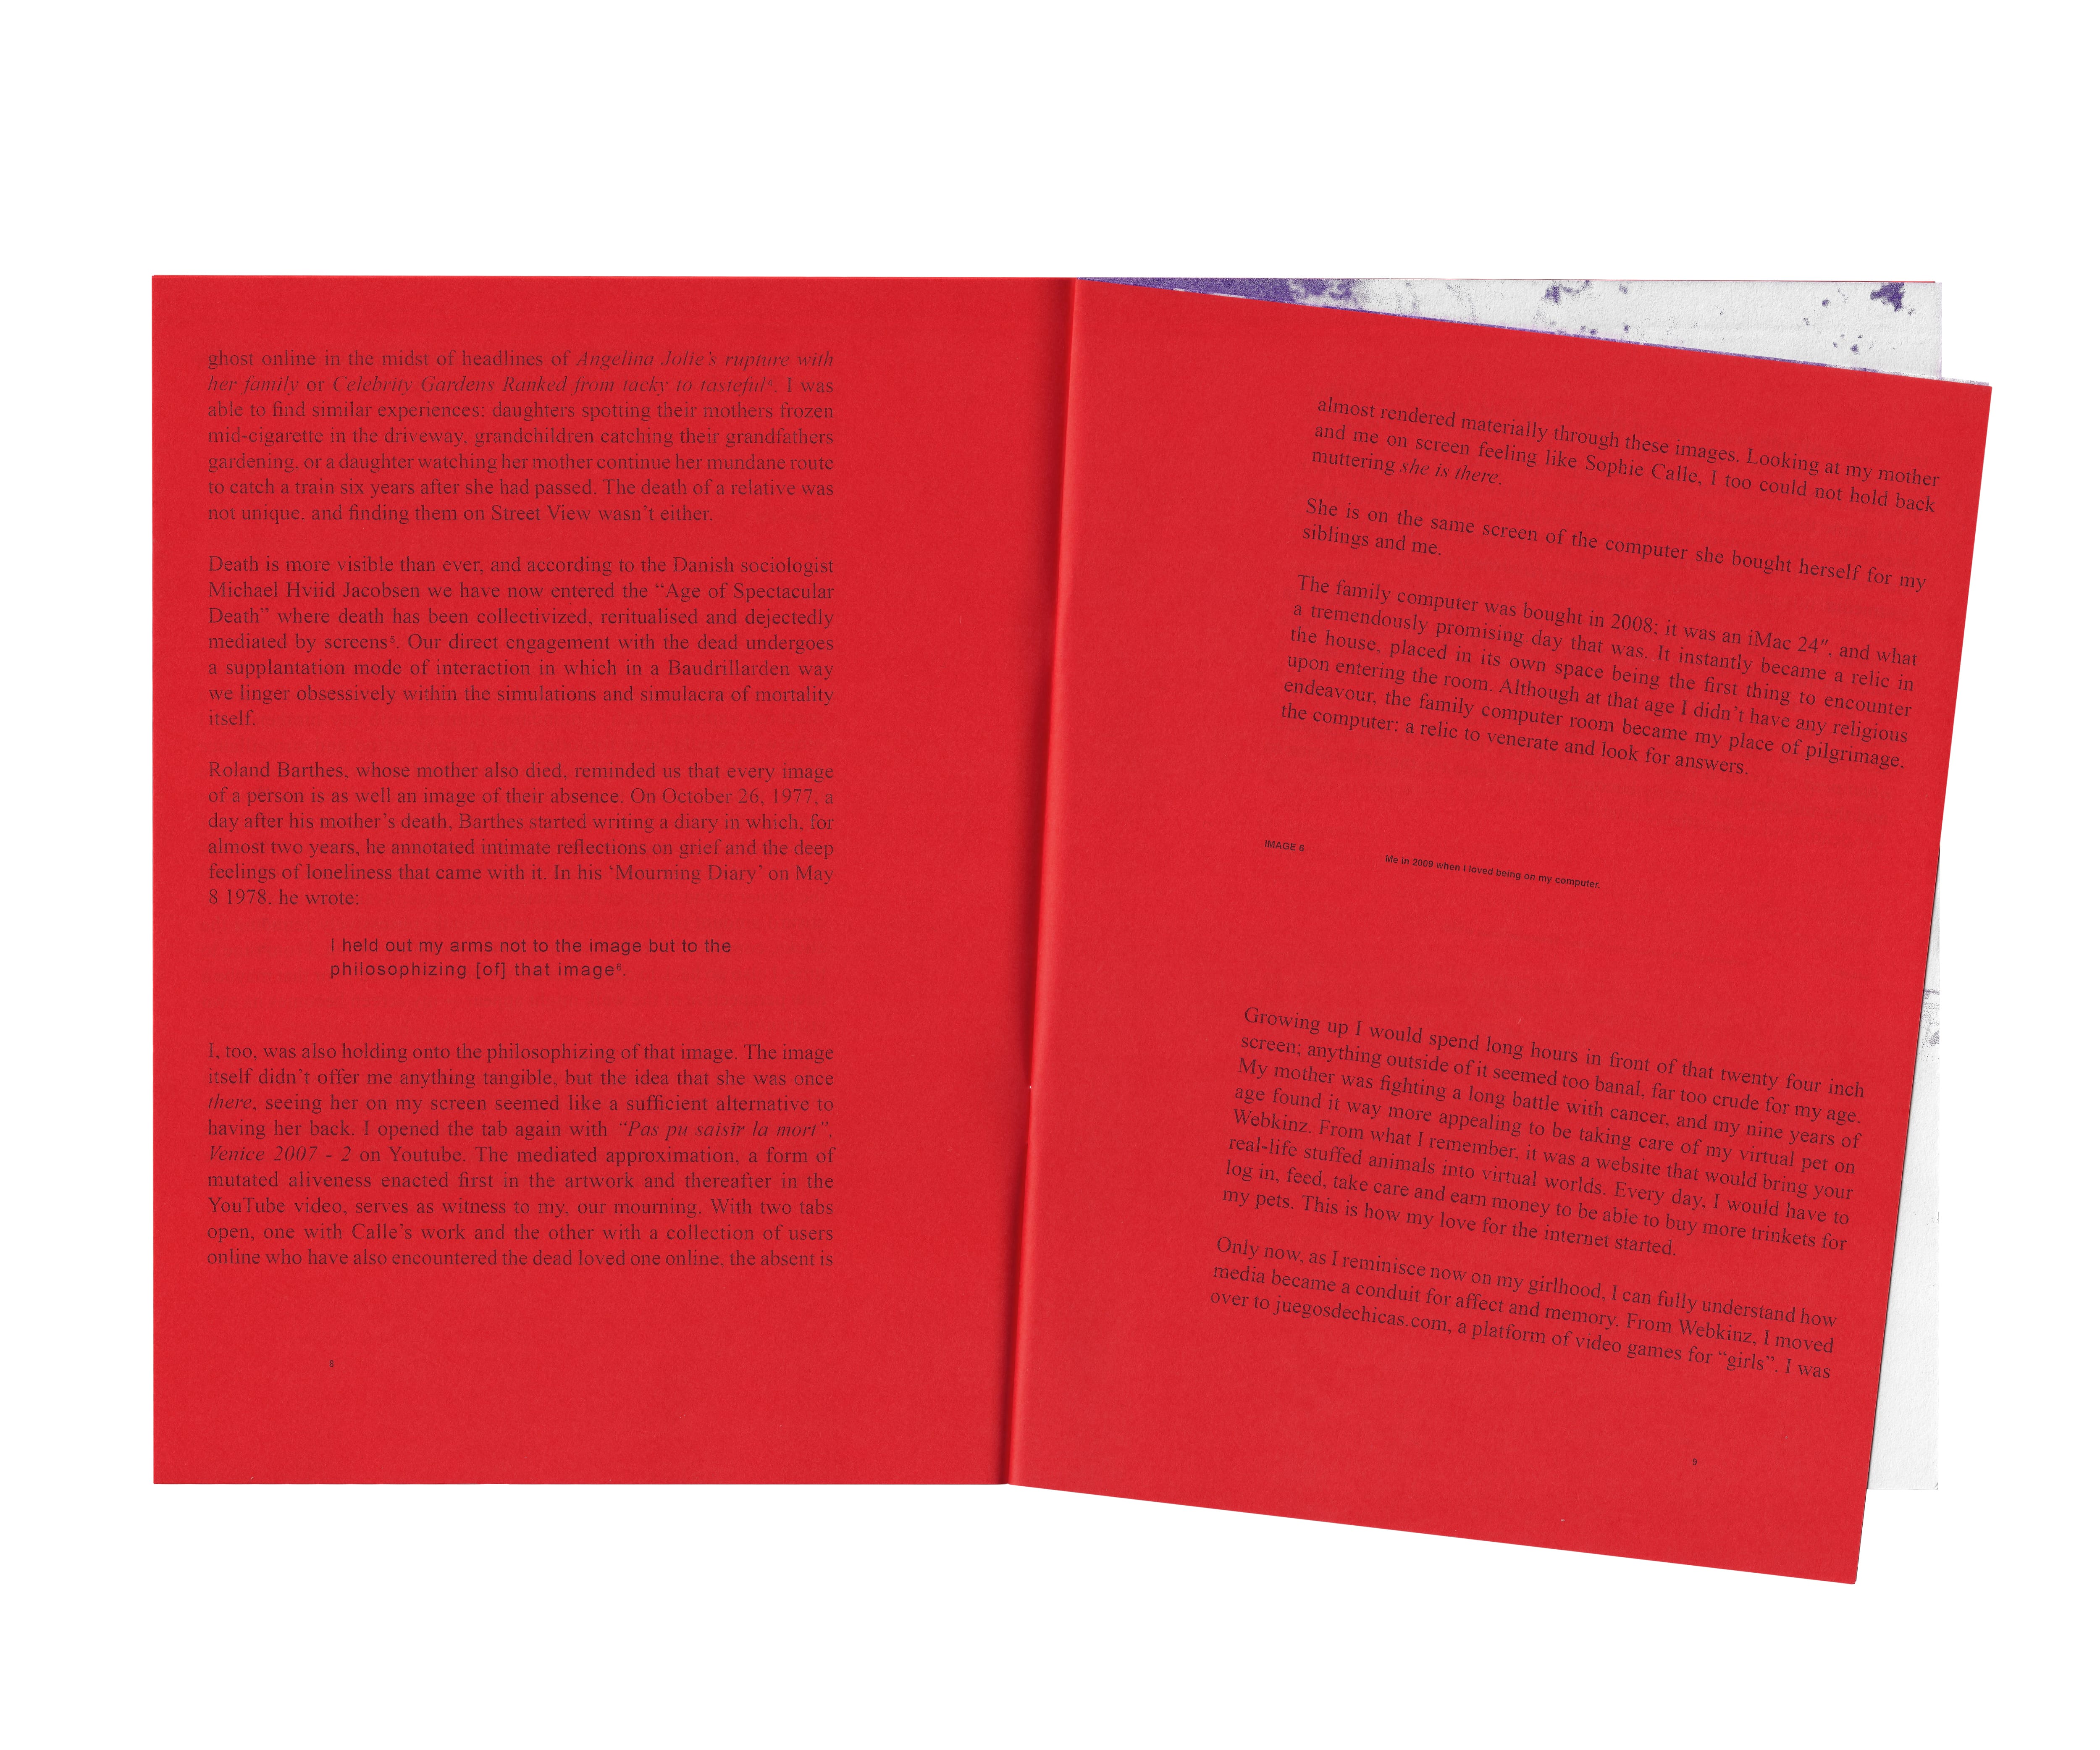 ghost online in the midst of headlines of Angelina Jolie's rupture with
her family or Celebrity Gardens Ranked from tacky to tasteful⁴. I was
able to find similar experiences: daughters spotting their mothers frozen
mid-cigarette in the driveway, grandchildren catching their grandfathers
gardening, or a daughter watching her mother continue her mundane route
to catch a train six years after she had passed. The death of a relative was
not unique, and finding them on Street View wasn't either.
Death is more visible than ever, and according to the Danish sociologist
Michael Hviid Jacobsen we have now entered the “Age of Spectacular
Death” where death has been collectivized, reritualised and dejectedly
mediated by screens⁵. Our direct engagement with the dead undergoes
a supplantation mode of interaction in which in a Baudrillarden way
we linger obsessively within the simulations and simulacra of mortality
itself.
Roland Barthes, whose mother also died, reminded us that every image
of a person is as well an image of their absence. On October 26, 1977, a
day after his mother's death, Barthes started writing a diary in which, for
almost two years, he annotated intimate reflections on grief and the deep
feelings of loneliness that came with it. In his ‘Mourning Diary’ on May
8 1978, he wrote:
I held out my arms not to the image but to the
philosophizing [of] that image⁶.
I, too, was also holding onto the philosophizing of that image. The image
itself didn't offer me anything tangible, but the idea that she was once
there, seeing her on my screen seemed like a sufficient alternative to
having her back. I opened the tab again with “Pas pu saisir la mort”,
Venice 2007 - 2 on Youtube. The mediated approximation, a form of
mutated aliveness enacted first in the artwork and thereafter in the
YouTube video, serves as witness to my, our mourning. With two tabs
open, one with Calle's work and the other with a collection of users
online who have also encountered the dead loved one online, the absent is
8
almost rendered materially through these images. Looking at my mother
and me on screen feeling like Sophie Calle, I too could not hold back
muttering she is there.
She is on the same screen of the computer she bought herself for my
siblings and me.
The family computer was bought in 2008; it was an iMac 24″, and what
a tremendously promising day that was. It instantly became a relic in
the house, placed in its own space being the first thing to encounter
upon entering the room. Although at that age I didn't have any religious
endeavour, the family computer room became my place of pilgrimage,
the computer: a relic to venerate and look for answers.
IMAGE 6 Me in 2009 when I loved being on my computer.
Growing up I would spend long hours in front of that twenty four inch
screen; anything outside of it seemed too banal, far too crude for my age.
My mother was fighting a long battle with cancer, and my nine years of
age found it way more appealing to be taking care of my virtual pet on
Webkinz. From what I remember, it was a website that would bring your
real-life stuffed animals into virtual worlds. Every day, I would have to
log in, feed, take care and earn money to be able to buy more trinkets for
my pets. This is how my love for the internet started.
Only now, as I reminisce now on my girlhood, I can fully understand how
media became a conduit for affect and memory. From Webkinz, I moved
over to juegosdechicas.com, a platform of video games for “girls”. I was
9